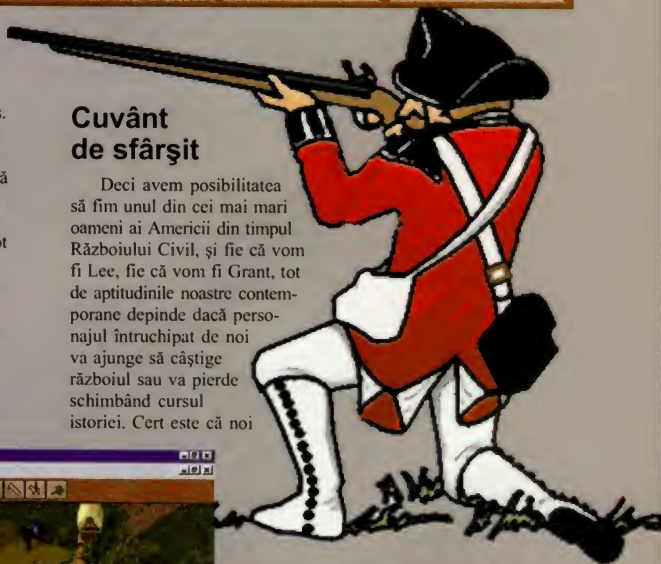 s.
ă
ot
Cuvânt
de sfârşit
Deci avem posibilitatea
să fim unul din cei mai mari
oameni ai Americii din timpul
Războiului Civil, şi fie că vom
fi Lee, fie că vom fi Grant, tot
de aptitudinile noastre contem-
porane depinde dacă perso-
najul întruchipat de noi
va ajunge să câştige
războiul sau va pierde
schimbând cursul
istoriei. Cert este că noi